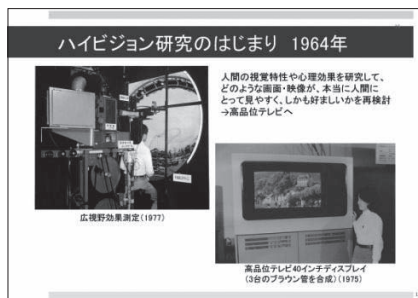 ハイビジョン研究のはじまり 1964年
人間の視覚特性や心理効果を研究して、
どのような画面・映像が、本当に人間に
とって見やすく、しかも好ましいかを再検討
→高品位テレビへ
広視野効果測定(1977)
高品位テレビ40インチディスプレイ
(3台のブラウン管を合成)(1975)